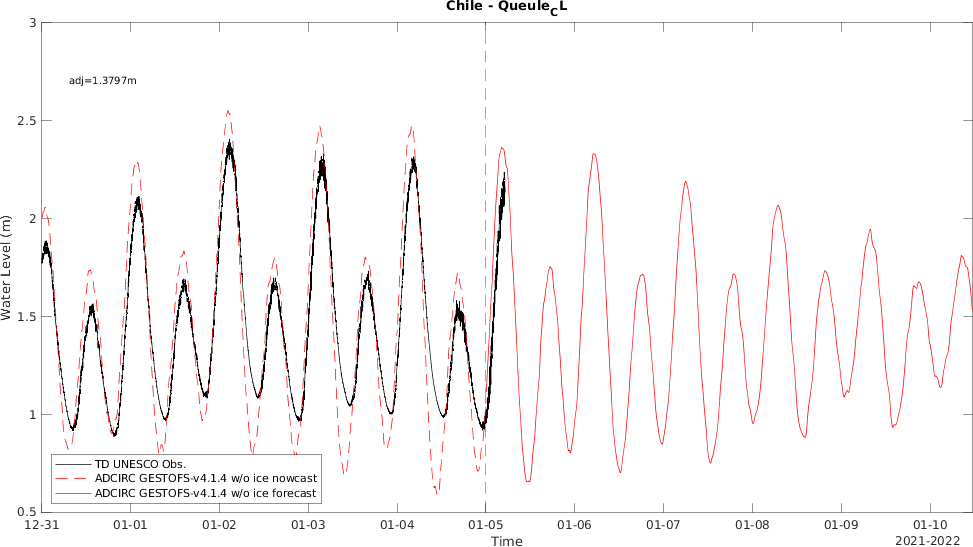 Chile - Queule_CL
3
adj=1.3797m
2.5
2
Water Level (m)
1.5
1
TD UNESCO Obs.
ADCIRC GESTOFS-v4.1.4 w/o ice nowcast
ADCIRC GESTOFS-v4.1.4 w/o ice forecast
0.5
12-31 01-01 01-02 01-03 01-04 01-05 01-06 01-07 01-08 01-09 01-10
Time
2021-2022